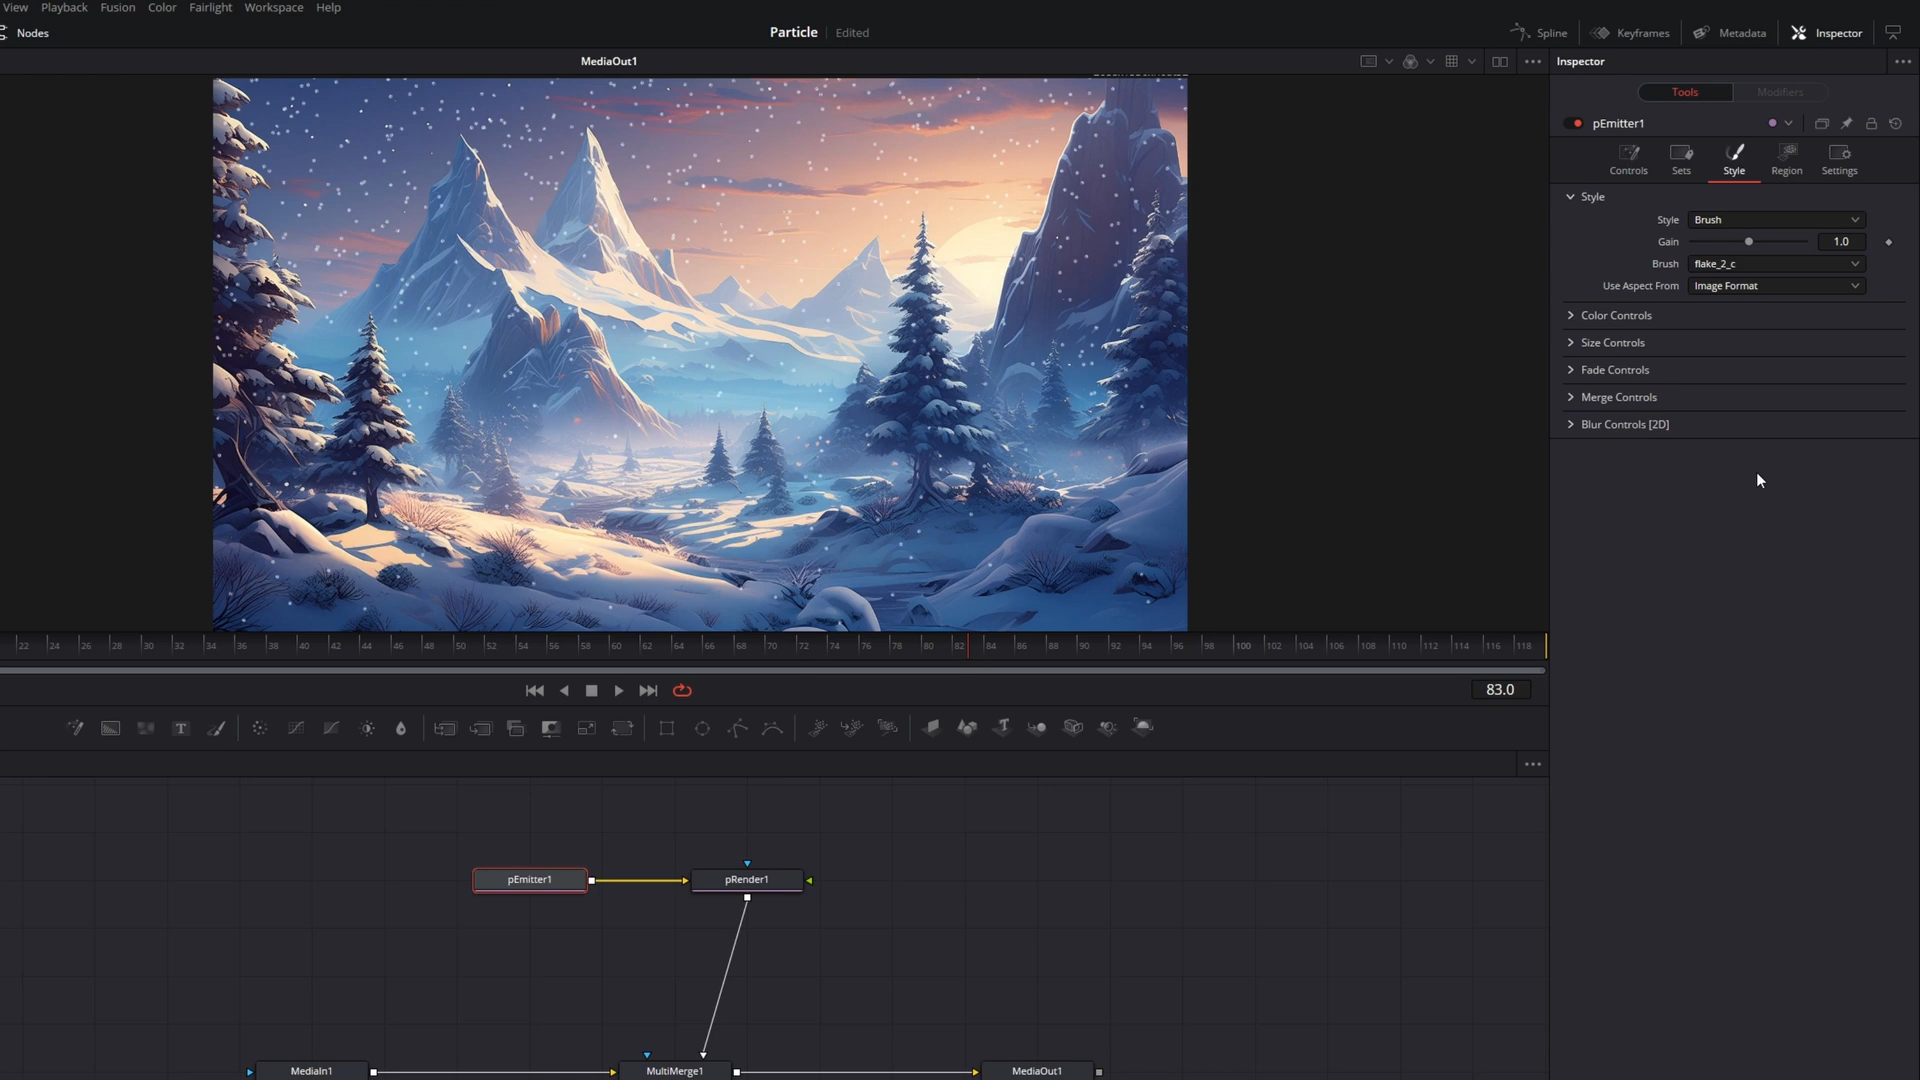 View Playback Fusion Color Fairlight Workspace Help
Nodes
Particle Edited
Spline Keyframes Metadata Inspector
MediaOut1
Inspector
Tools Modifiers
pEmitter1
Controls Sets Style Region Settings
Style
Style Brush
Gain 1.0
Brush flake_2_c
Use Aspect From Image Format
Color Controls
Size Controls
Fade Controls
Merge Controls
Blur Controls [2D]
22 24 26 28 30 32 34 36 38 40 42 44 46 48 50 52 54 56 58 60 62 64 66 68 70 72 74 76 78 80 82 84 86 88 90 92 94 96 98 100 102 104 106 108 110 112 114 116 118
83.0
T
pEmitter1 pRender1
MediaIn1 MultiMerge1 MediaOut1